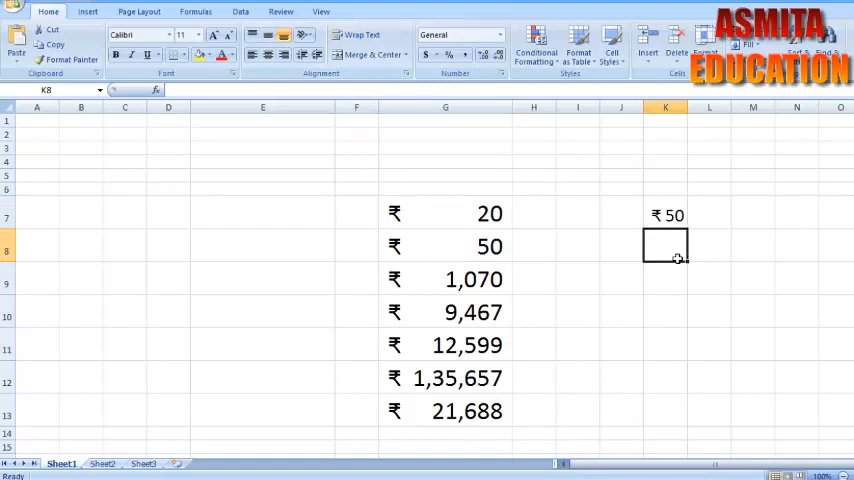 Home Insert Page Layout Formulas Data Review View
ASMITA
EDUCATION
Paste
Cut
Copy
Format Painter
Clipboard
Calibri 11
B I U
Font
Wrap Text
Merge & Center
Alignment
General
$ % ,
Number
Conditional Formatting
Format as Table
Cell Styles
Styles
Cells
Fill
K8
fx
A B C D E F G H I J K L M N O
1
2
3
4
5
6
7 ₹ 20 ₹ 50
8 ₹ 50
9 ₹ 1,070
10 ₹ 9,467
11 ₹ 12,599
12 ₹ 1,35,657
13 ₹ 21,688
14
15
Sheet1 Sheet2 Sheet3
Ready 100%